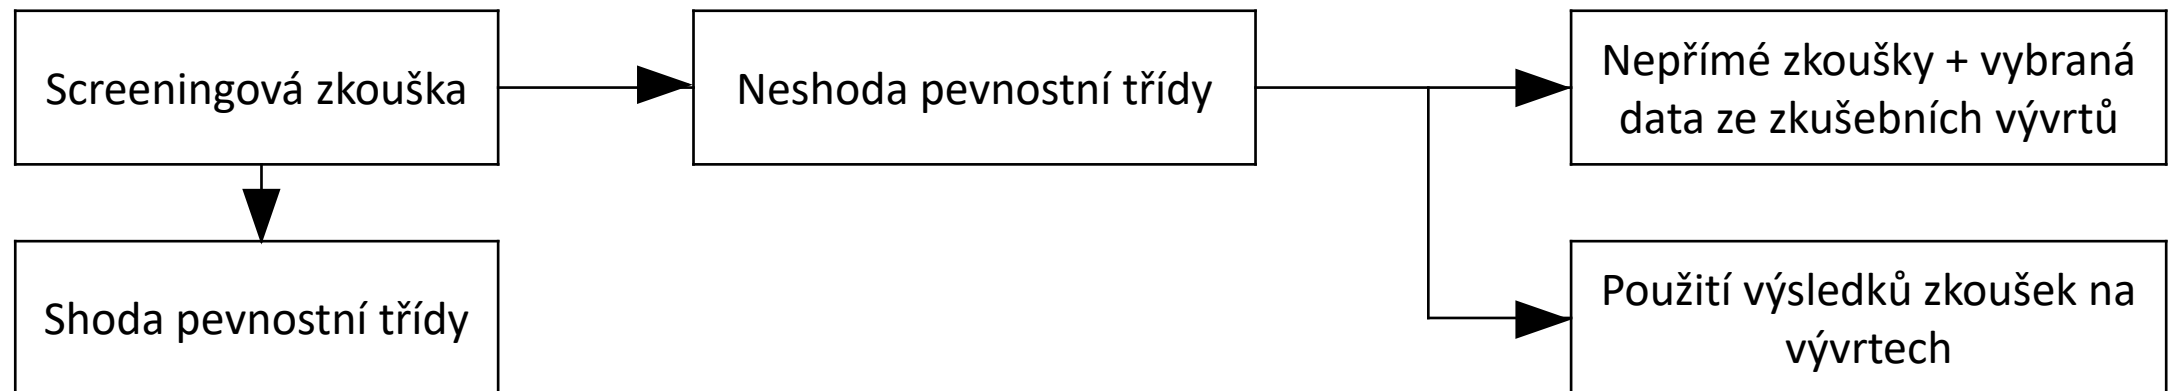 Screeningová zkouška
Neshoda pevnostní třídy
Nepřímé zkoušky + vybraná
data ze zkušebních vývrtů
Shoda pevnostní třídy
Použití výsledků zkoušek na
vývrtech